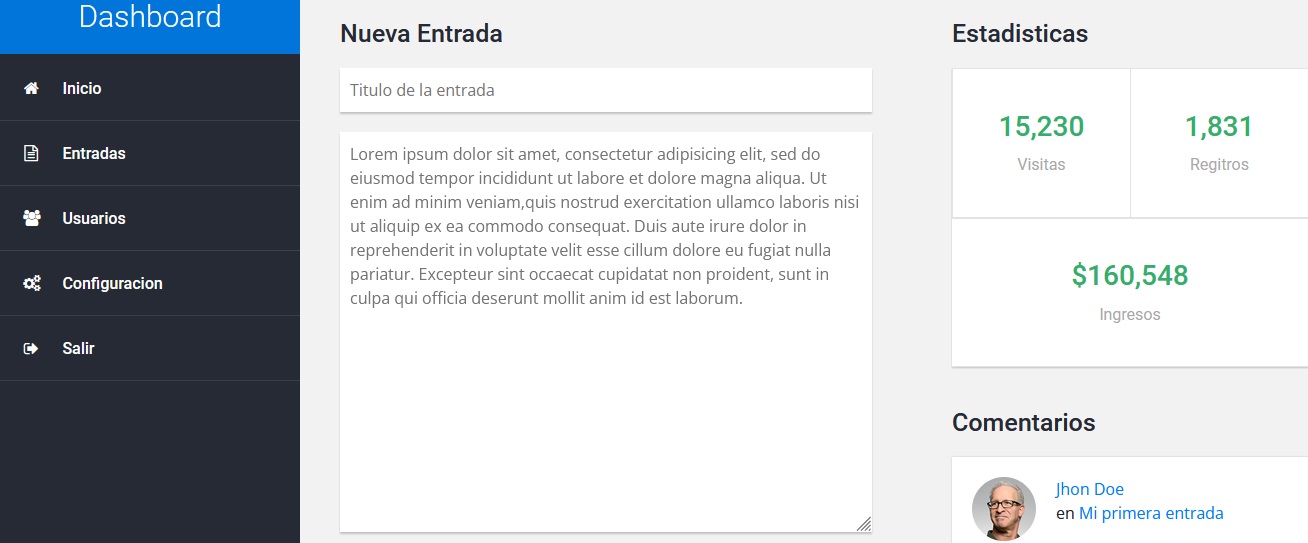 Dashboard
Inicio
Entradas
Usuarios
Configuracion
Salir
Nueva Entrada
Titulo de la entrada
Lorem ipsum dolor sit amet, consectetur adipisicing elit, sed do
eiusmod tempor incididunt ut labore et dolore magna aliqua. Ut
enim ad minim veniam,quis nostrud exercitation ullamco laboris nisi
ut aliquip ex ea commodo consequat. Duis aute irure dolor in
reprehenderit in voluptate velit esse cillum dolore eu fugiat nulla
pariatur. Excepteur sint occaecat cupidatat non proident, sunt in
culpa qui officia deserunt mollit anim id est laborum.
Estadisticas
15,230
Visitas
1,831
Regitros
$160,548
Ingresos
Comentarios
Jhon Doe
en Mi primera entrada